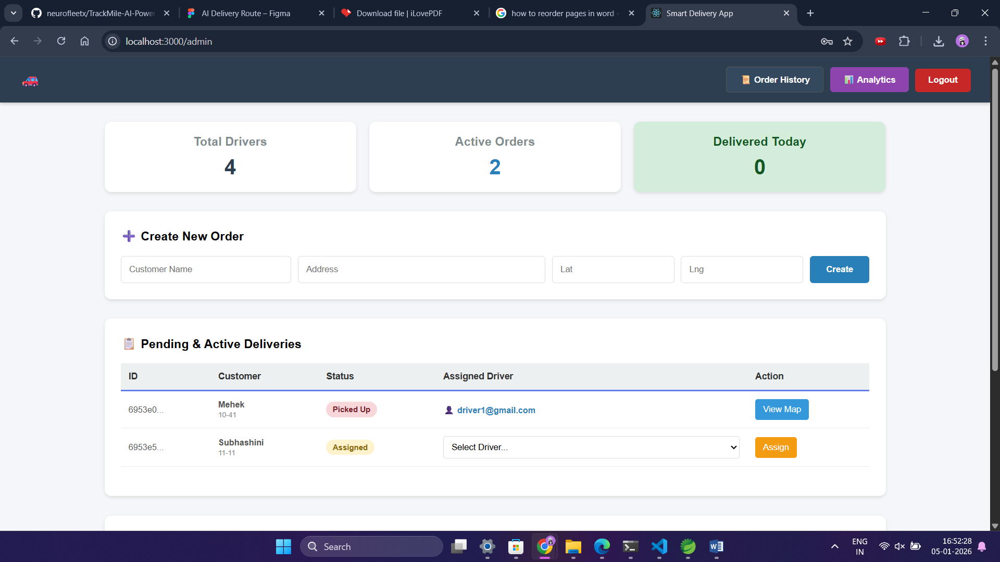 neurofleetx/TrackMile-AI-Power
AI Delivery Route – Figma
Download file | iLovePDF
how to reorder pages in word -
Smart Delivery App
localhost:3000/admin
Order History
Analytics
Logout
Total Drivers
4
Active Orders
2
Delivered Today
0
Create New Order
Customer Name
Address
Lat
Lng
Create
Pending & Active Deliveries
ID
Customer
Status
Assigned Driver
Action
6953e0...
Mehek
10-41
Picked Up
driver1@gmail.com
View Map
6953e5...
Subhashini
11-11
Assigned
Select Driver...
Assign
Search
ENG
IN
16:52:28
05-01-2026